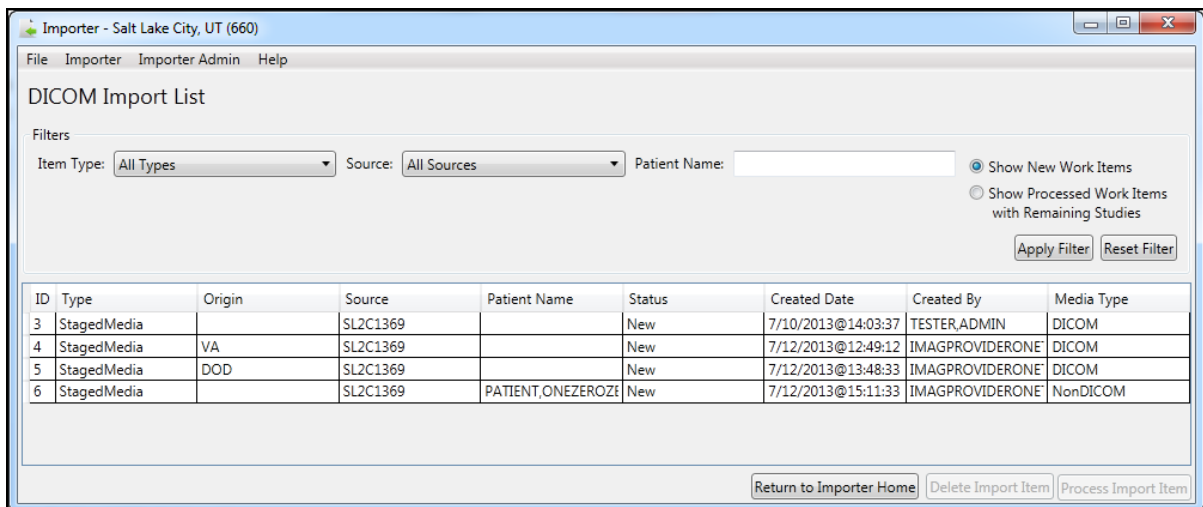 Importer - Salt Lake City, UT (660)
File Importer Importer Admin Help
DICOM Import List
Filters
Item Type: All Types Source: All Sources Patient Name: Show New Work Items
Show Processed Work Items
with Remaining Studies
Apply Filter Reset Filter
ID Type Origin Source Patient Name Status Created Date Created By Media Type
3 StagedMedia SL2C1369 New 7/10/2013@14:03:37 TESTER,ADMIN DICOM
4 StagedMedia VA SL2C1369 New 7/12/2013@12:49:12 IMAGPROVIDERONET DICOM
5 StagedMedia DOD SL2C1369 New 7/12/2013@13:48:33 IMAGPROVIDERONET DICOM
6 StagedMedia SL2C1369 PATIENT,ONEZEROZE New 7/12/2013@15:11:33 IMAGPROVIDERONET NonDICOM
Return to Importer Home Delete Import Item Process Import Item